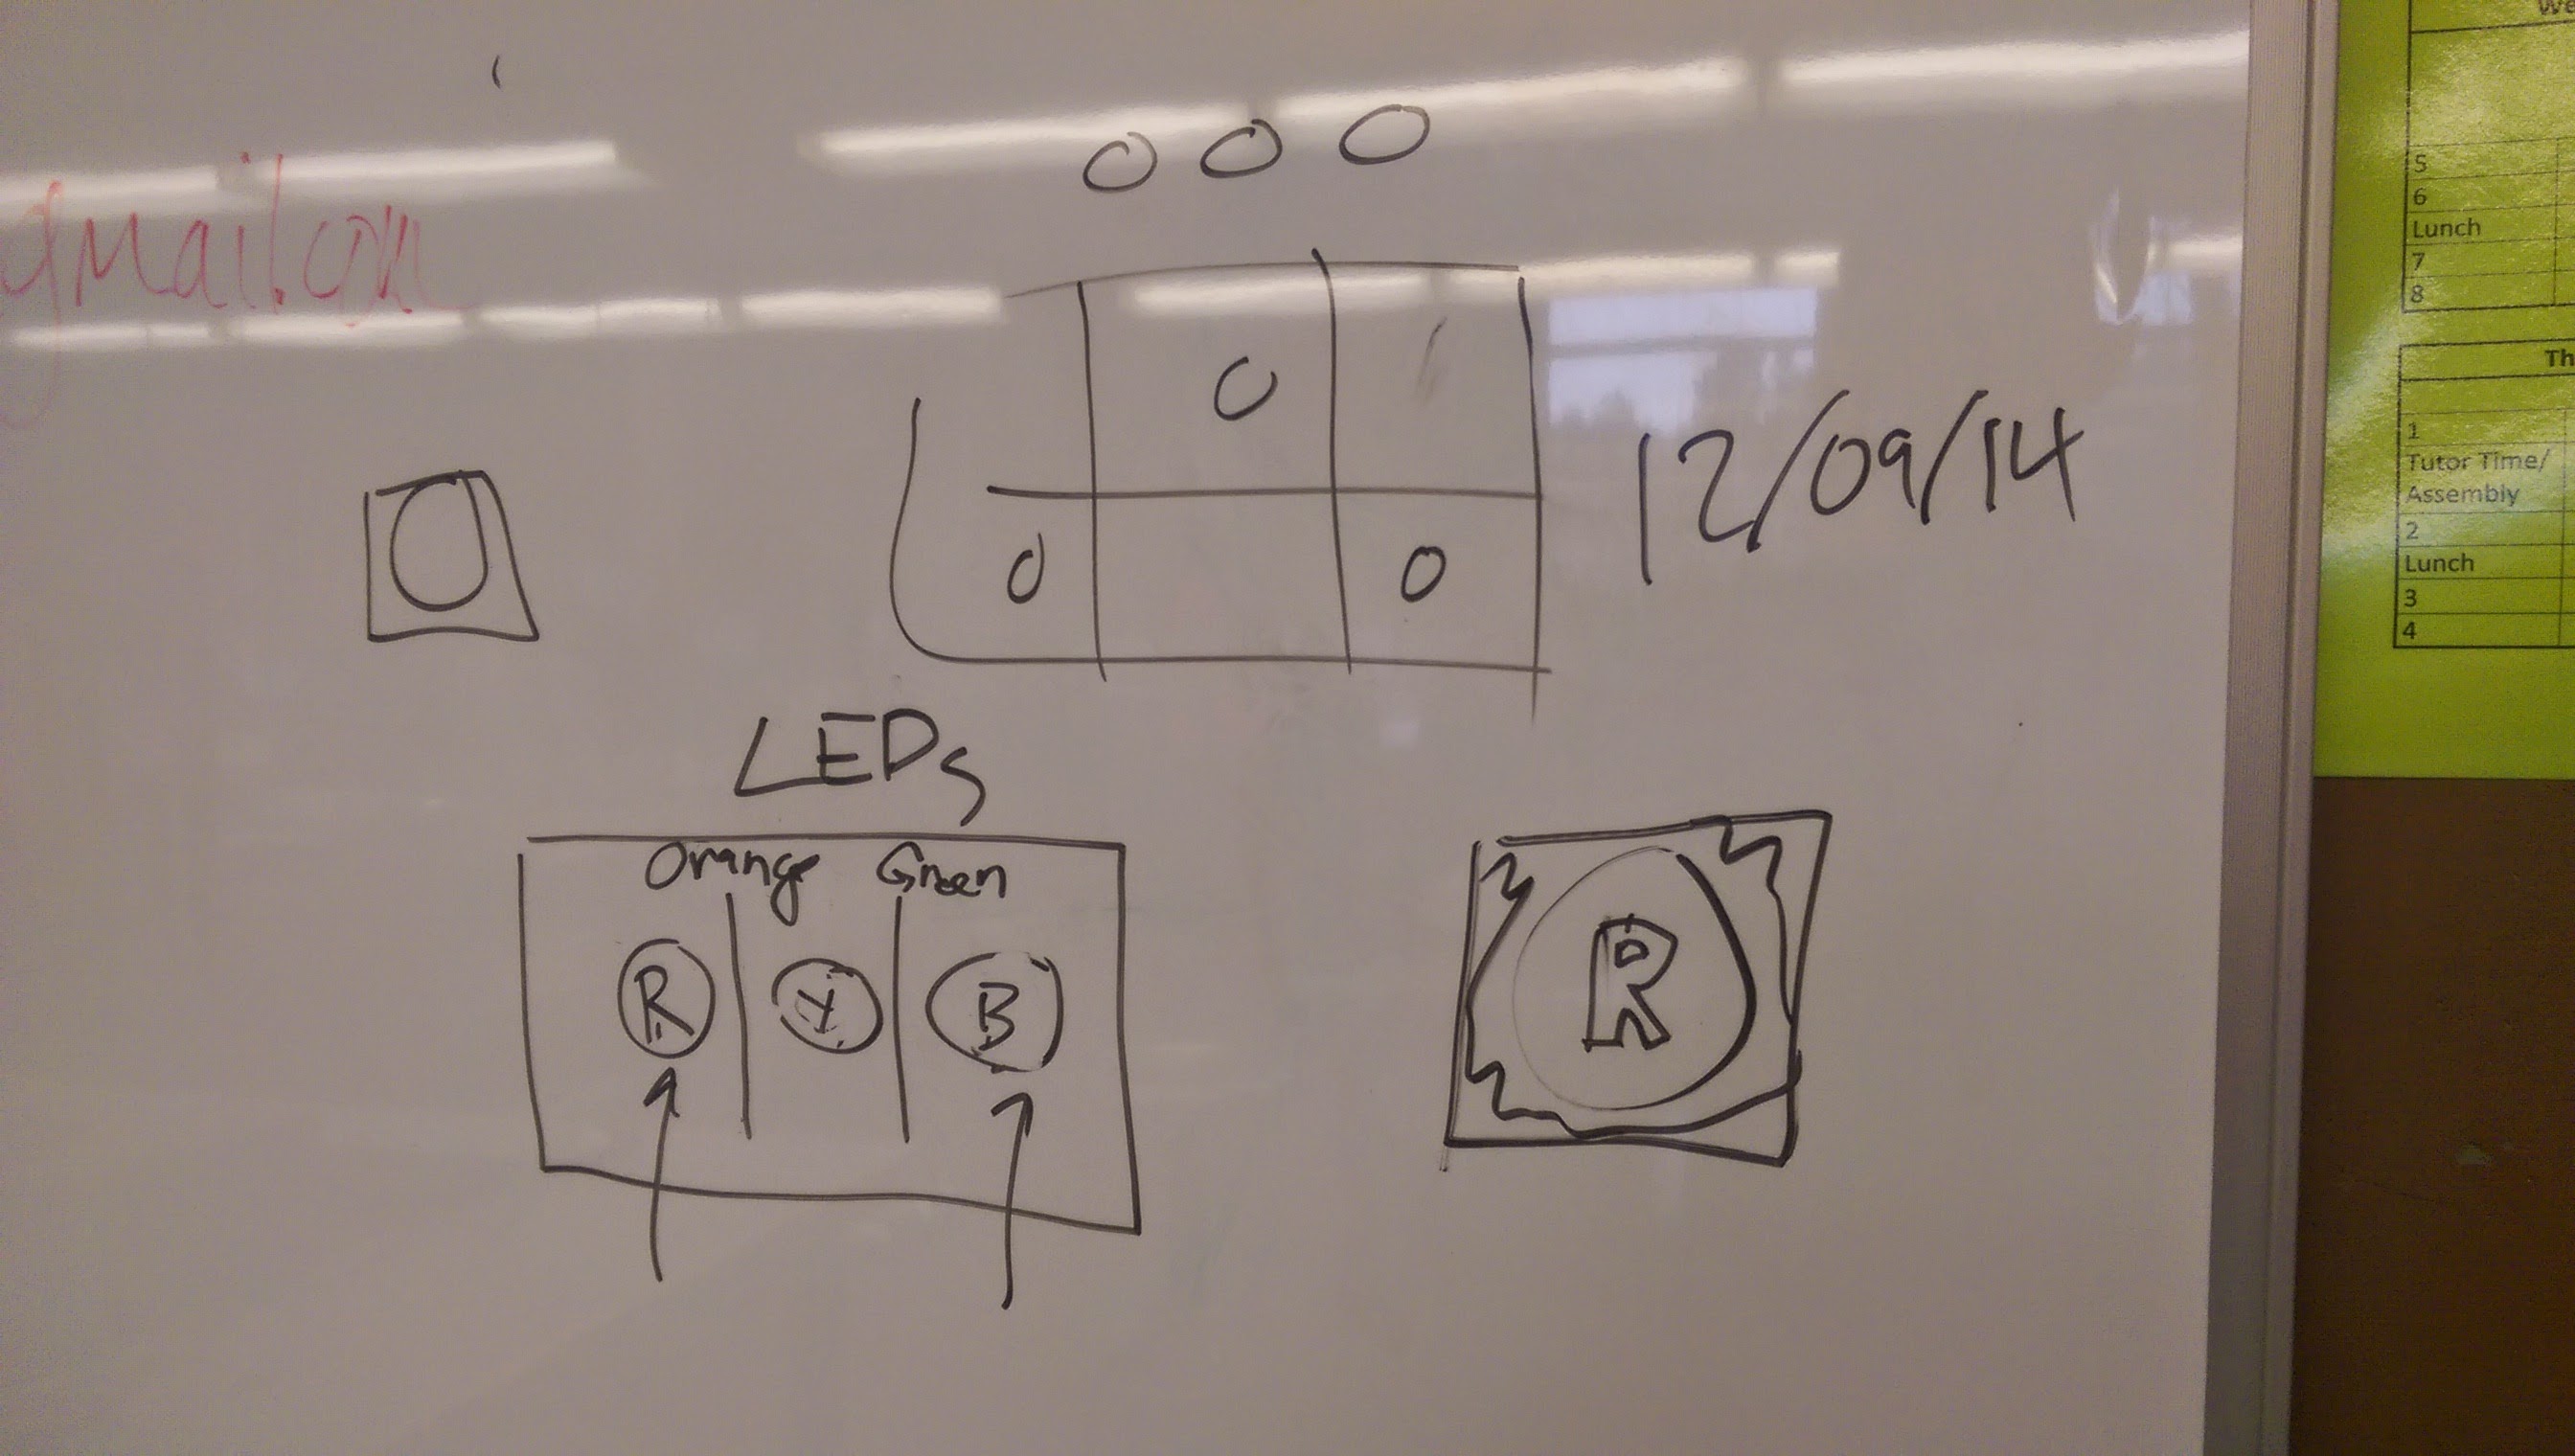 gmail.com
O O O
O
O O
12/09/14
LEDs
Orange Green
R Y B
R
We
5
6
Lunch
7
8
Th
1
Tutor Time/
Assembly
2
Lunch
3
4